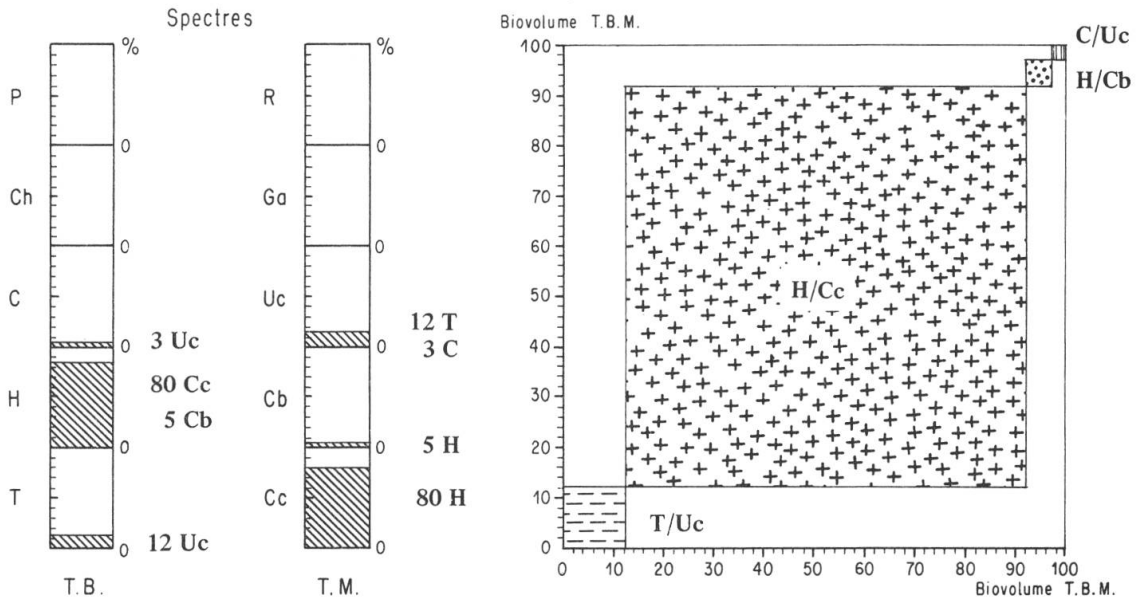 Spectres
%
P
0
Ch
0
C
3 Uc
0
80 Cc
H
5 Cb
0
T
12 Uc
0
T.B.
%
R
0
Ga
0
Uc
12 T
0
3 C
Cb
5 H
0
Cc
80 H
0
T.M.
Biovolume T.B.M.
100
90
80
70
60
50
40
30
20
10
0
C/Uc
H/Cb
H/Cc
T/Uc
0 10 20 30 40 50 60 70 80 90 100
Biovolume T.B.M.